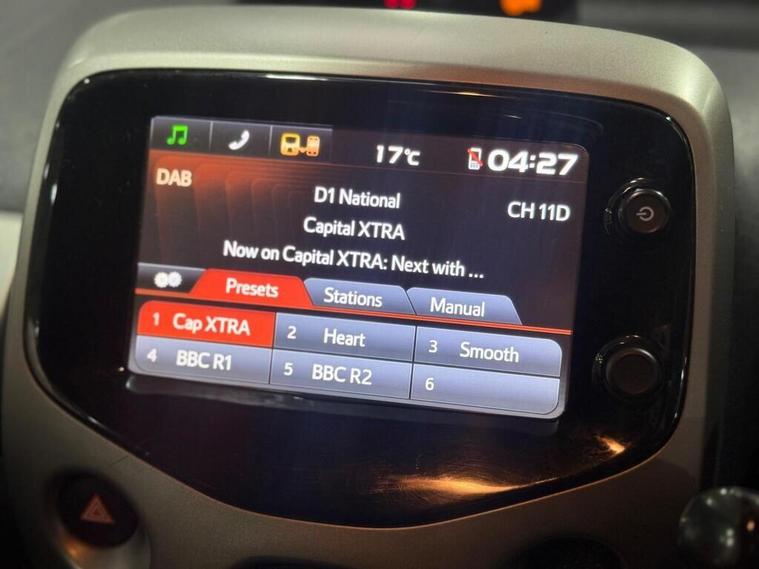 17°c 04:27
DAB
D1 National
CH 11D
Capital XTRA
Now on Capital XTRA: Next with ...
Presets Stations Manual
1 Cap XTRA 2 Heart 3 Smooth
4 BBC R1 5 BBC R2 6